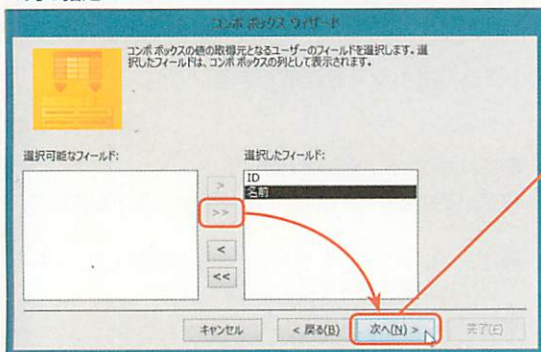 コンボ ボックス ウィザード
コンボ ボックスの値の取得元となるユーザーのフィールドを選択します。選
択したフィールドは、コンボ ボックスの列として表示されます。
選択可能なフィールド:
選択したフィールド:
ID
名前
>
>>
<
<<
キャンセル
< 戻る(B)
次へ(N) >
完了(F)